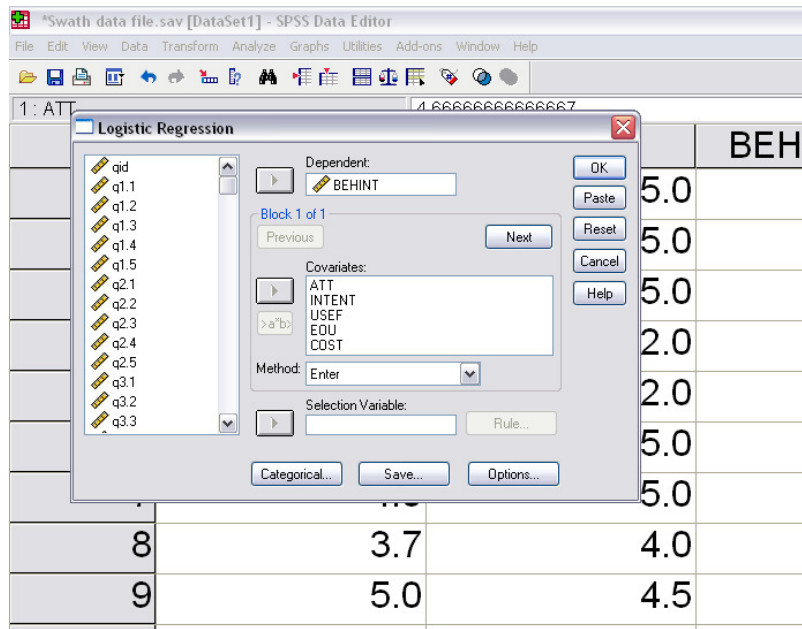 *Swath data file.sav [DataSet1] - SPSS Data Editor
File Edit View Data Transform Analyze Graphs Utilities Add-ons Window Help
1 : ATT 4.66666666666667
Logistic Regression
BEH
qid
q1.1
q1.2
q1.3
q1.4
q1.5
q2.1
q2.2
q2.3
q2.4
q2.5
q3.1
q3.2
q3.3
Dependent:
BEHINT
Block 1 of 1
Previous
Next
Covariates:
ATT
INTENT
USEF
EOU
COST
>a*b>
Method: Enter
Selection Variable:
Rule...
Categorical...
Save...
Options...
OK
Paste
Reset
Cancel
Help
5.0
5.0
5.0
2.0
2.0
5.0
5.0
8 3.7 4.0
9 5.0 4.5